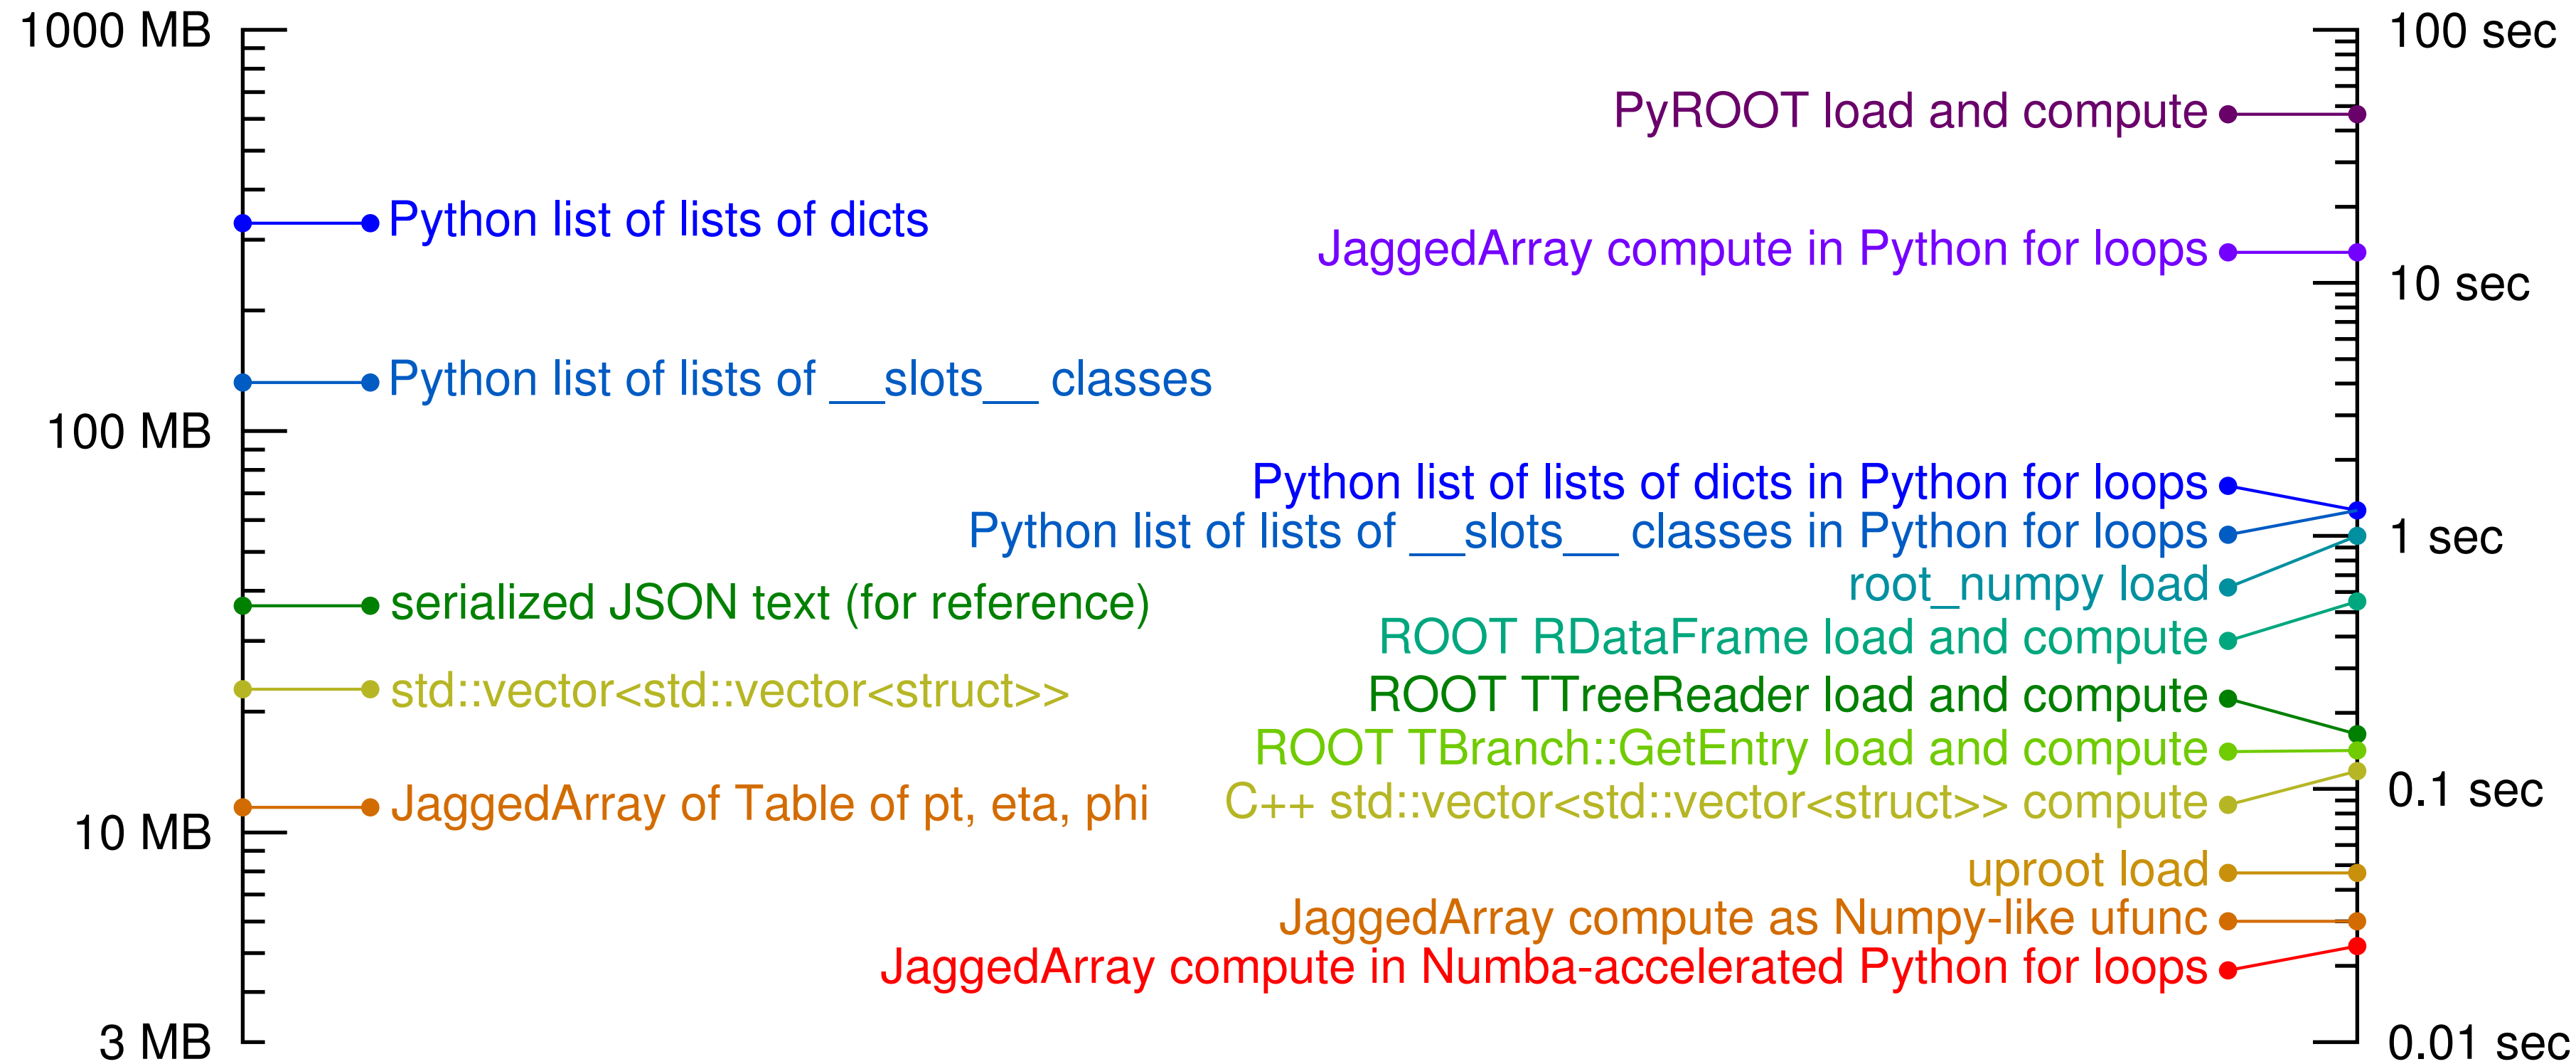 1000 MB
100 sec
PyROOT load and compute
Python list of lists of dicts
JaggedArray compute in Python for loops
10 sec
Python list of lists of __slots__ classes
100 MB
Python list of lists of dicts in Python for loops
Python list of lists of __slots__ classes in Python for loops
1 sec
root_numpy load
serialized JSON text (for reference)
ROOT RDataFrame load and compute
std::vector<std::vector<struct>>
ROOT TTreeReader load and compute
ROOT TBranch::GetEntry load and compute
0.1 sec
JaggedArray of Table of pt, eta, phi
C++ std::vector<std::vector<struct>> compute
10 MB
uproot load
JaggedArray compute as Numpy-like ufunc
JaggedArray compute in Numba-accelerated Python for loops
3 MB
0.01 sec